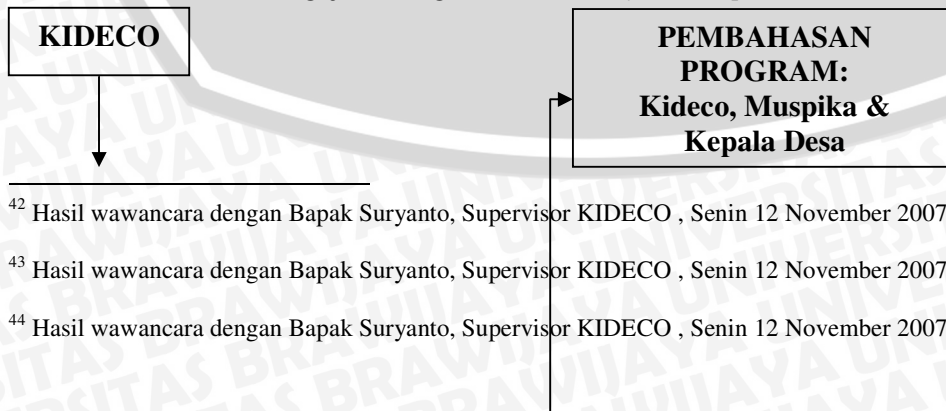 KIDECO
PEMBAHASAN
PROGRAM:
Kideco, Muspika &
Kepala Desa
42 Hasil wawancara dengan Bapak Suryanto, Supervisor KIDECO , Senin 12 November 2007
43 Hasil wawancara dengan Bapak Suryanto, Supervisor KIDECO , Senin 12 November 2007
44 Hasil wawancara dengan Bapak Suryanto, Supervisor KIDECO , Senin 12 November 2007